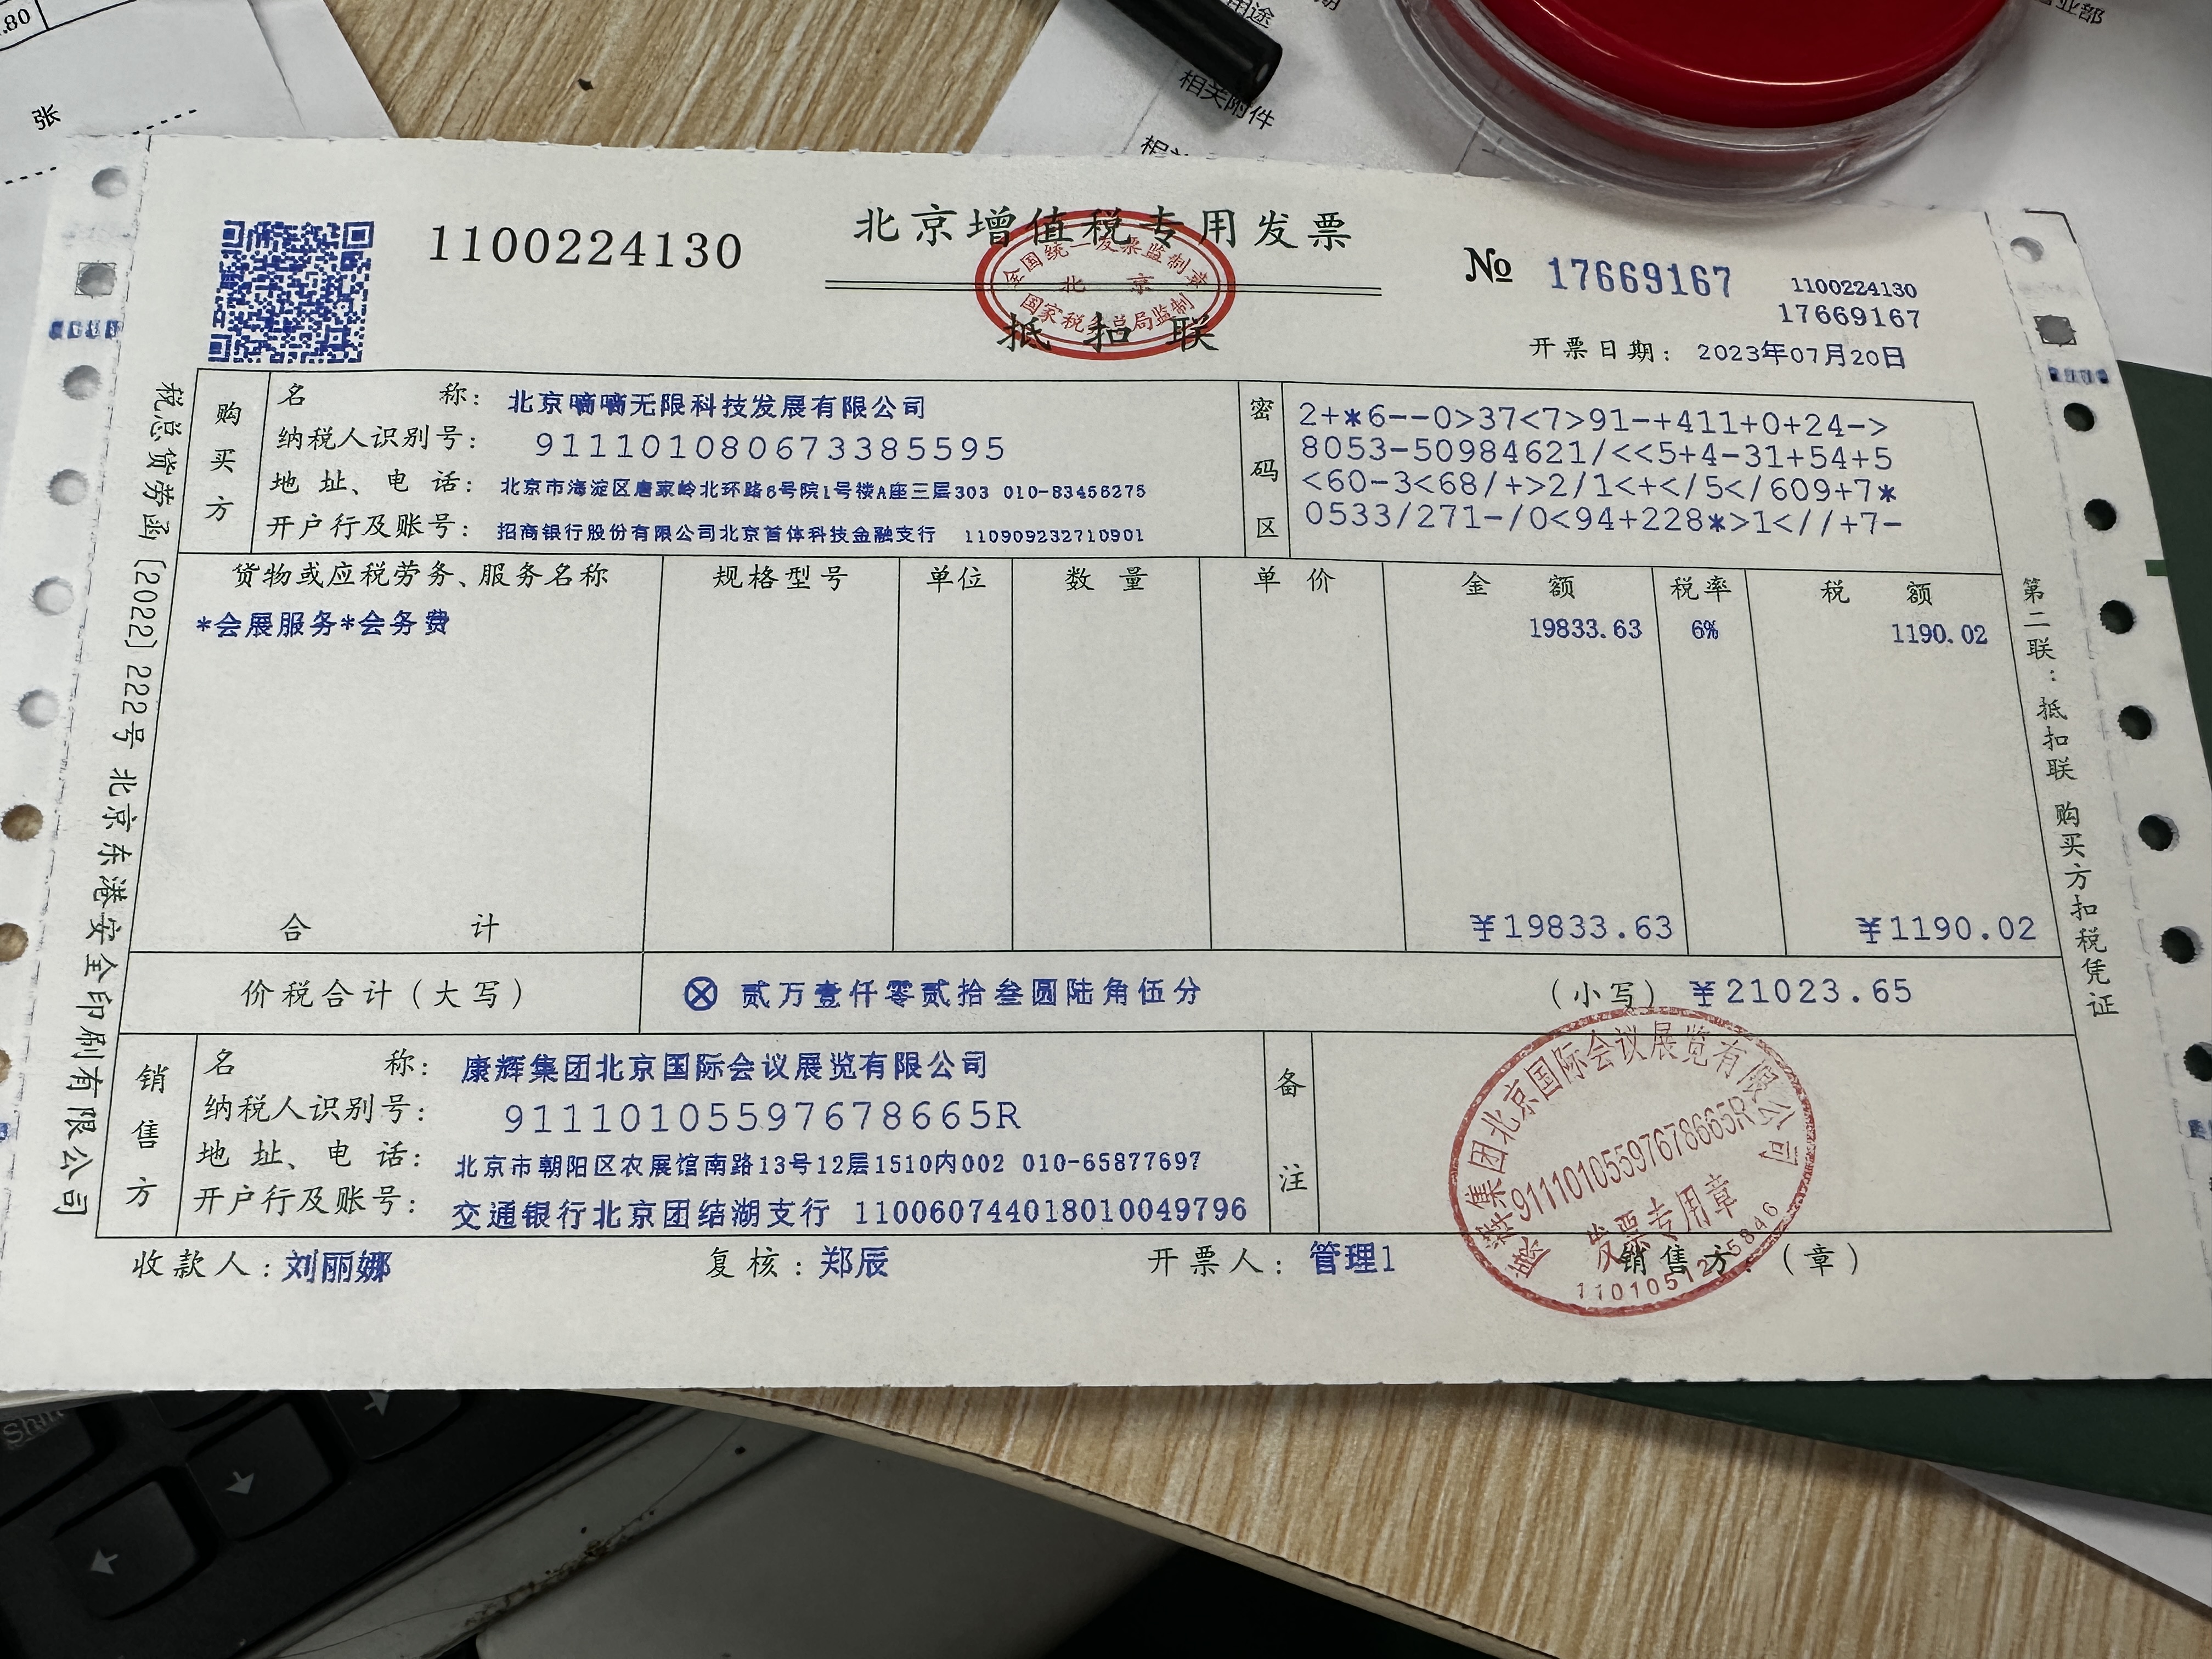 .80
张
用途
期
营业部
相关附件
1100224130
北京增值税专用发票
全国统一发票监制章
北京
国家税务总局监制
抵扣联
No 17669167
1100224130
17669167
开票日期: 2023年07月20日
税总货劳函〔2022〕222号 北京东港安全印刷有限公司
购买方
名称: 北京嘀嘀无限科技发展有限公司
纳税人识别号: 911101080673385595
地址、电话: 北京市海淀区唐家岭北环路6号院1号楼A座三层303 010-83456275
开户行及账号: 招商银行股份有限公司北京首体科技金融支行 110909232710901
密码区
2+*6--0>37<7>91-+411+0+24->
8053-50984621/<<5+4-31+54+5
<60-3<68/+>2/1<+</5</609+7*
0533/271-/0<94+228*>1<//+7-
货物或应税劳务、服务名称 规格型号 单位 数量 单价 金额 税率 税额
*会展服务*会务费 19833.63 6% 1190.02
合计 ¥19833.63 ¥1190.02
价税合计(大写) ⊗ 贰万壹仟零贰拾叁圆陆角伍分 (小写) ¥21023.65
第二联:抵扣联 购买方扣税凭证
销售方
名称: 康辉集团北京国际会议展览有限公司
纳税人识别号: 91110105597678665R
地址、电话: 北京市朝阳区农展馆南路13号12层1510内002 010-65877697
开户行及账号: 交通银行北京团结湖支行 110060744018010049796
备注
康辉集团北京国际会议展览有限公司
91110105597678665R
发票专用章
收款人: 刘丽娜 复核: 郑辰 开票人: 管理1 销售方:(章)
Shift